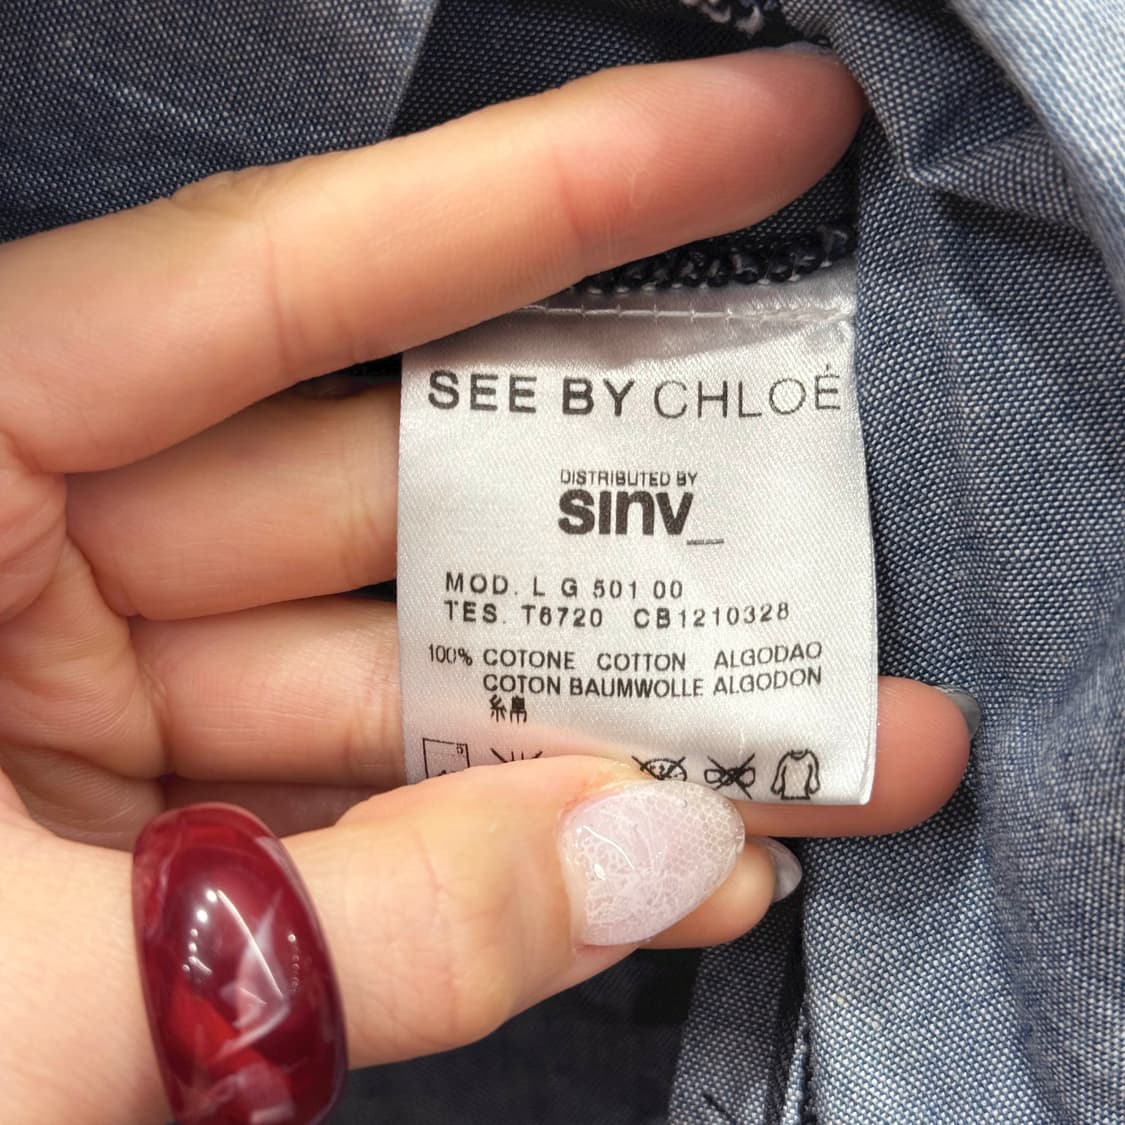 SEE BY CHLOÉ
DISTRIBUTED BY
sinv_
MOD. L G 501 00
TES. T6720 CB1210328
100% COTONE COTTON ALGODAO
COTON BAUMWOLLE ALGODON